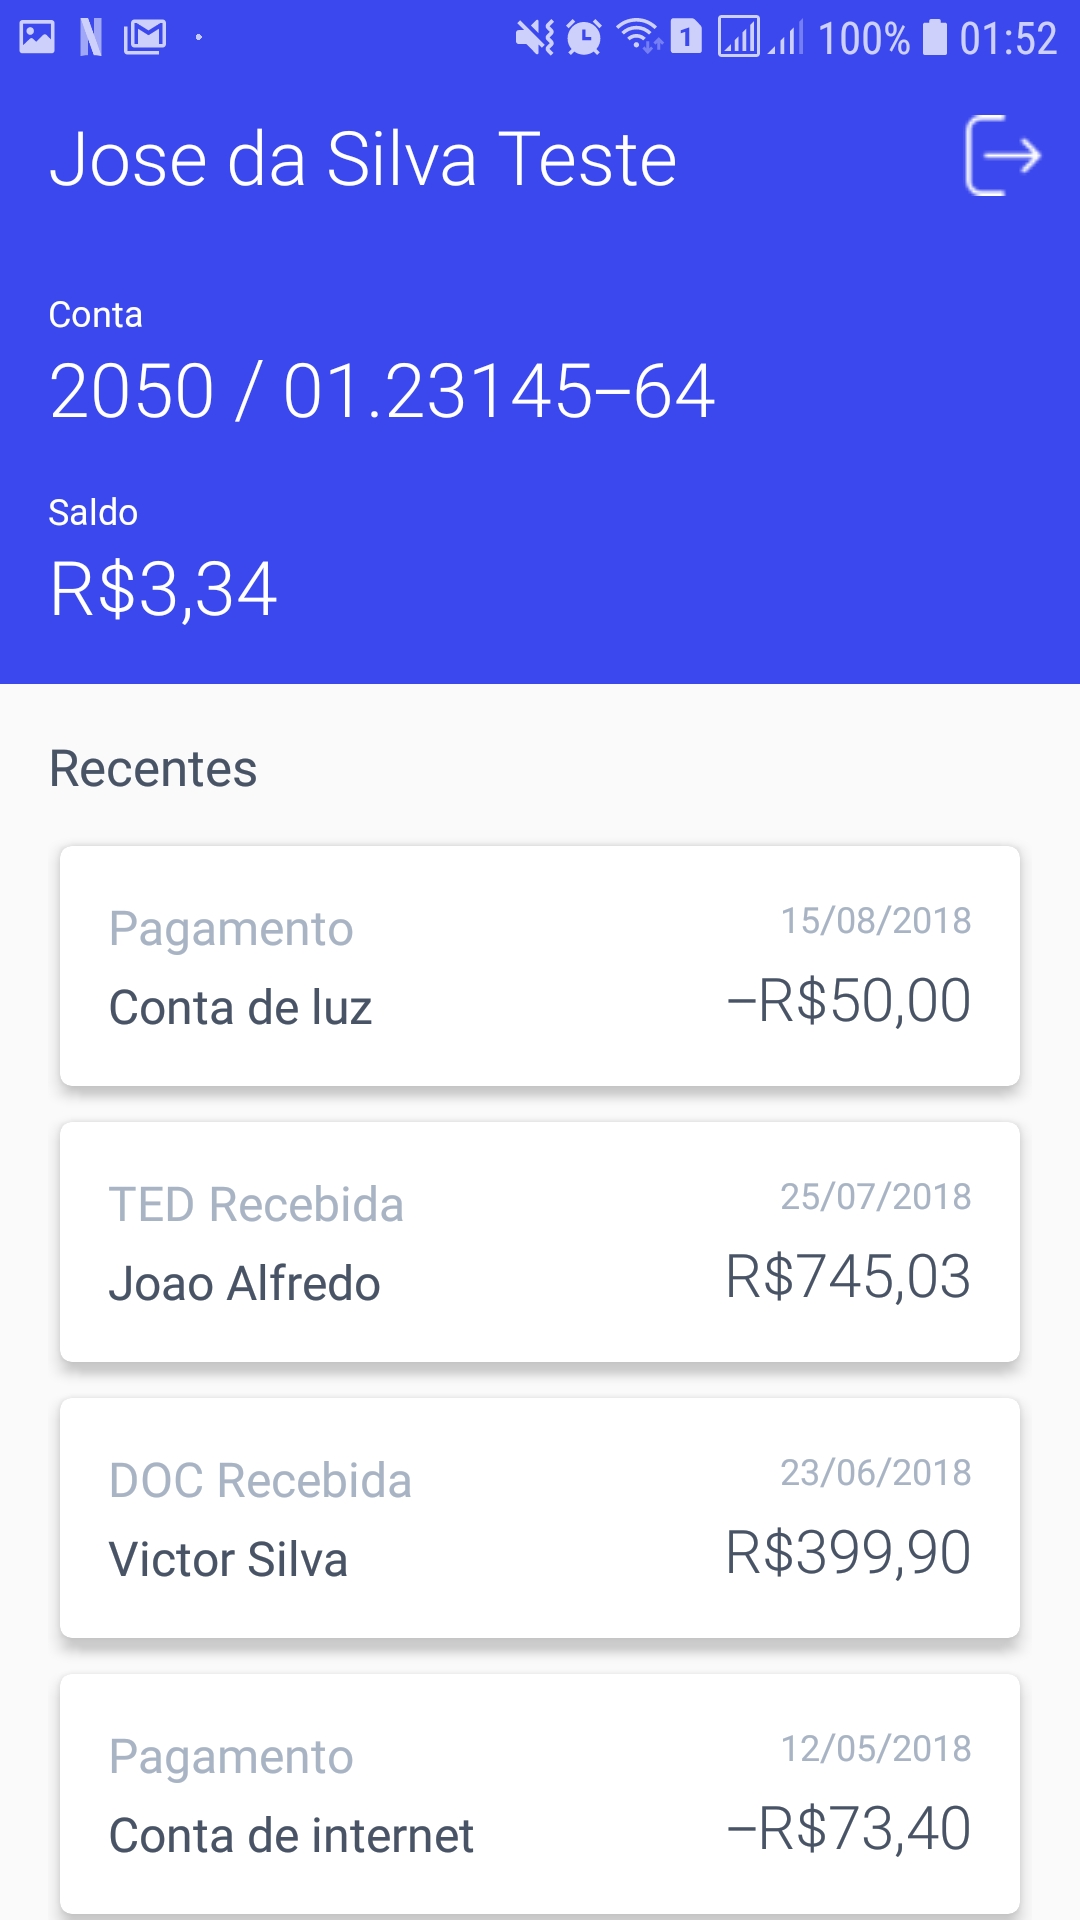 100% 01:52
Jose da Silva Teste
Conta
2050 / 01.23145-64
Saldo
R$3,34
Recentes
Pagamento 15/08/2018
Conta de luz -R$50,00
TED Recebida 25/07/2018
Joao Alfredo R$745,03
DOC Recebida 23/06/2018
Victor Silva R$399,90
Pagamento 12/05/2018
Conta de internet -R$73,40